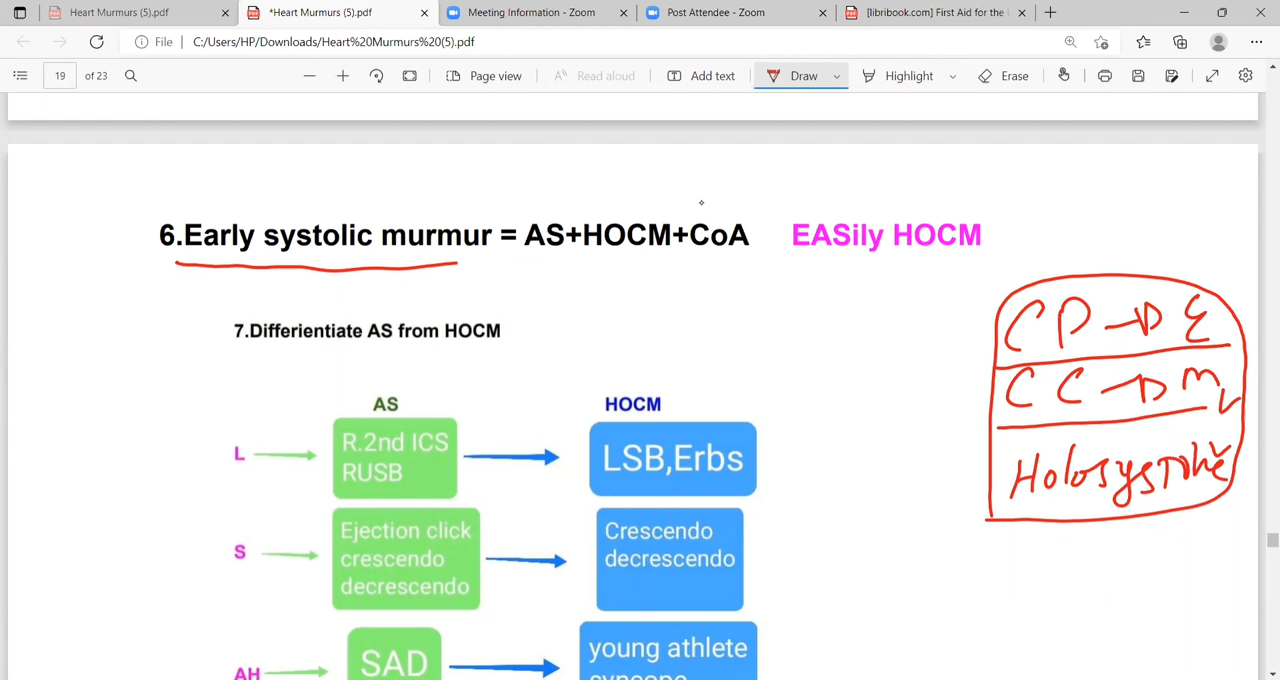 Heart Murmurs (5).pdf
*Heart Murmurs (5).pdf
Meeting Information - Zoom
Post Attendee - Zoom
[libribook.com] First Aid for the
File C:/Users/HP/Downloads/Heart%20Murmurs%20(5).pdf
19 of 23
Page view
Read aloud
Add text
Draw
Highlight
Erase
6.Early systolic murmur = AS+HOCM+CoA EASily HOCM
7.Differientiate AS from HOCM
AS HOCM
L R.2nd ICS
RUSB
LSB,Erbs
S Ejection click
crescendo
decrescendo
Crescendo
decrescendo
AH SAD
young athlete
syncope
C P
C C
Holosystolic